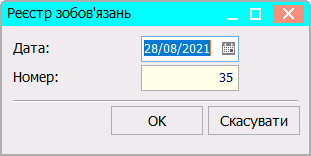 Реєстр зобов'язань
Дата: 28/08/2021
Номер: 35
OK Скасувати